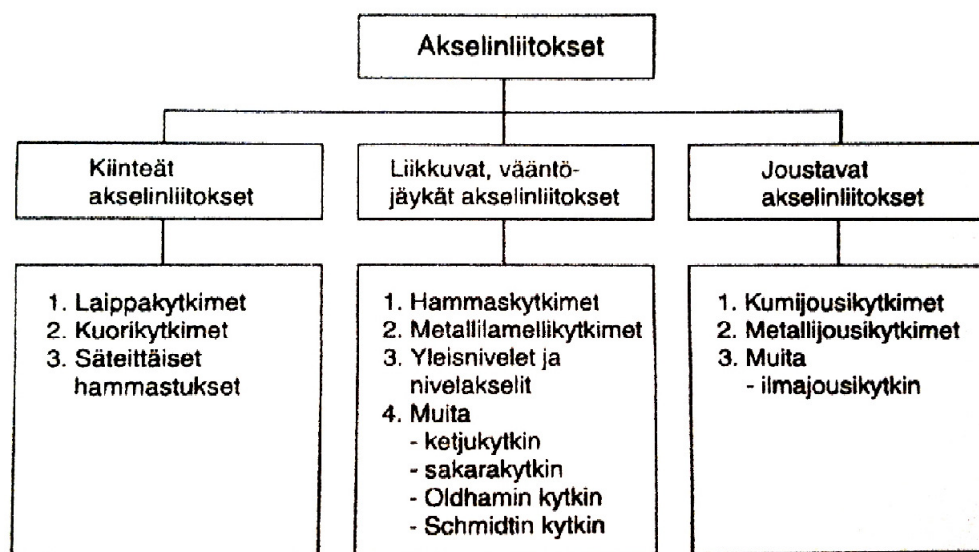 Akselinliitokset
Kiinteät
akselinliitokset
Liikkuvat, vääntö-
jäykät akselinliitokset
Joustavat
akselinliitokset
1. Laippakytkimet
2. Kuorikytkimet
3. Säteittäiset
hammastukset
1. Hammaskytkimet
2. Metallilamellikytkimet
3. Yleisnivelet ja
nivelakselit
4. Muita
- ketjukytkin
- sakarakytkin
- Oldhamin kytkin
- Schmidtin kytkin
1. Kumijousikytkimet
2. Metallijousikytkimet
3. Muita
- ilmajousikytkin